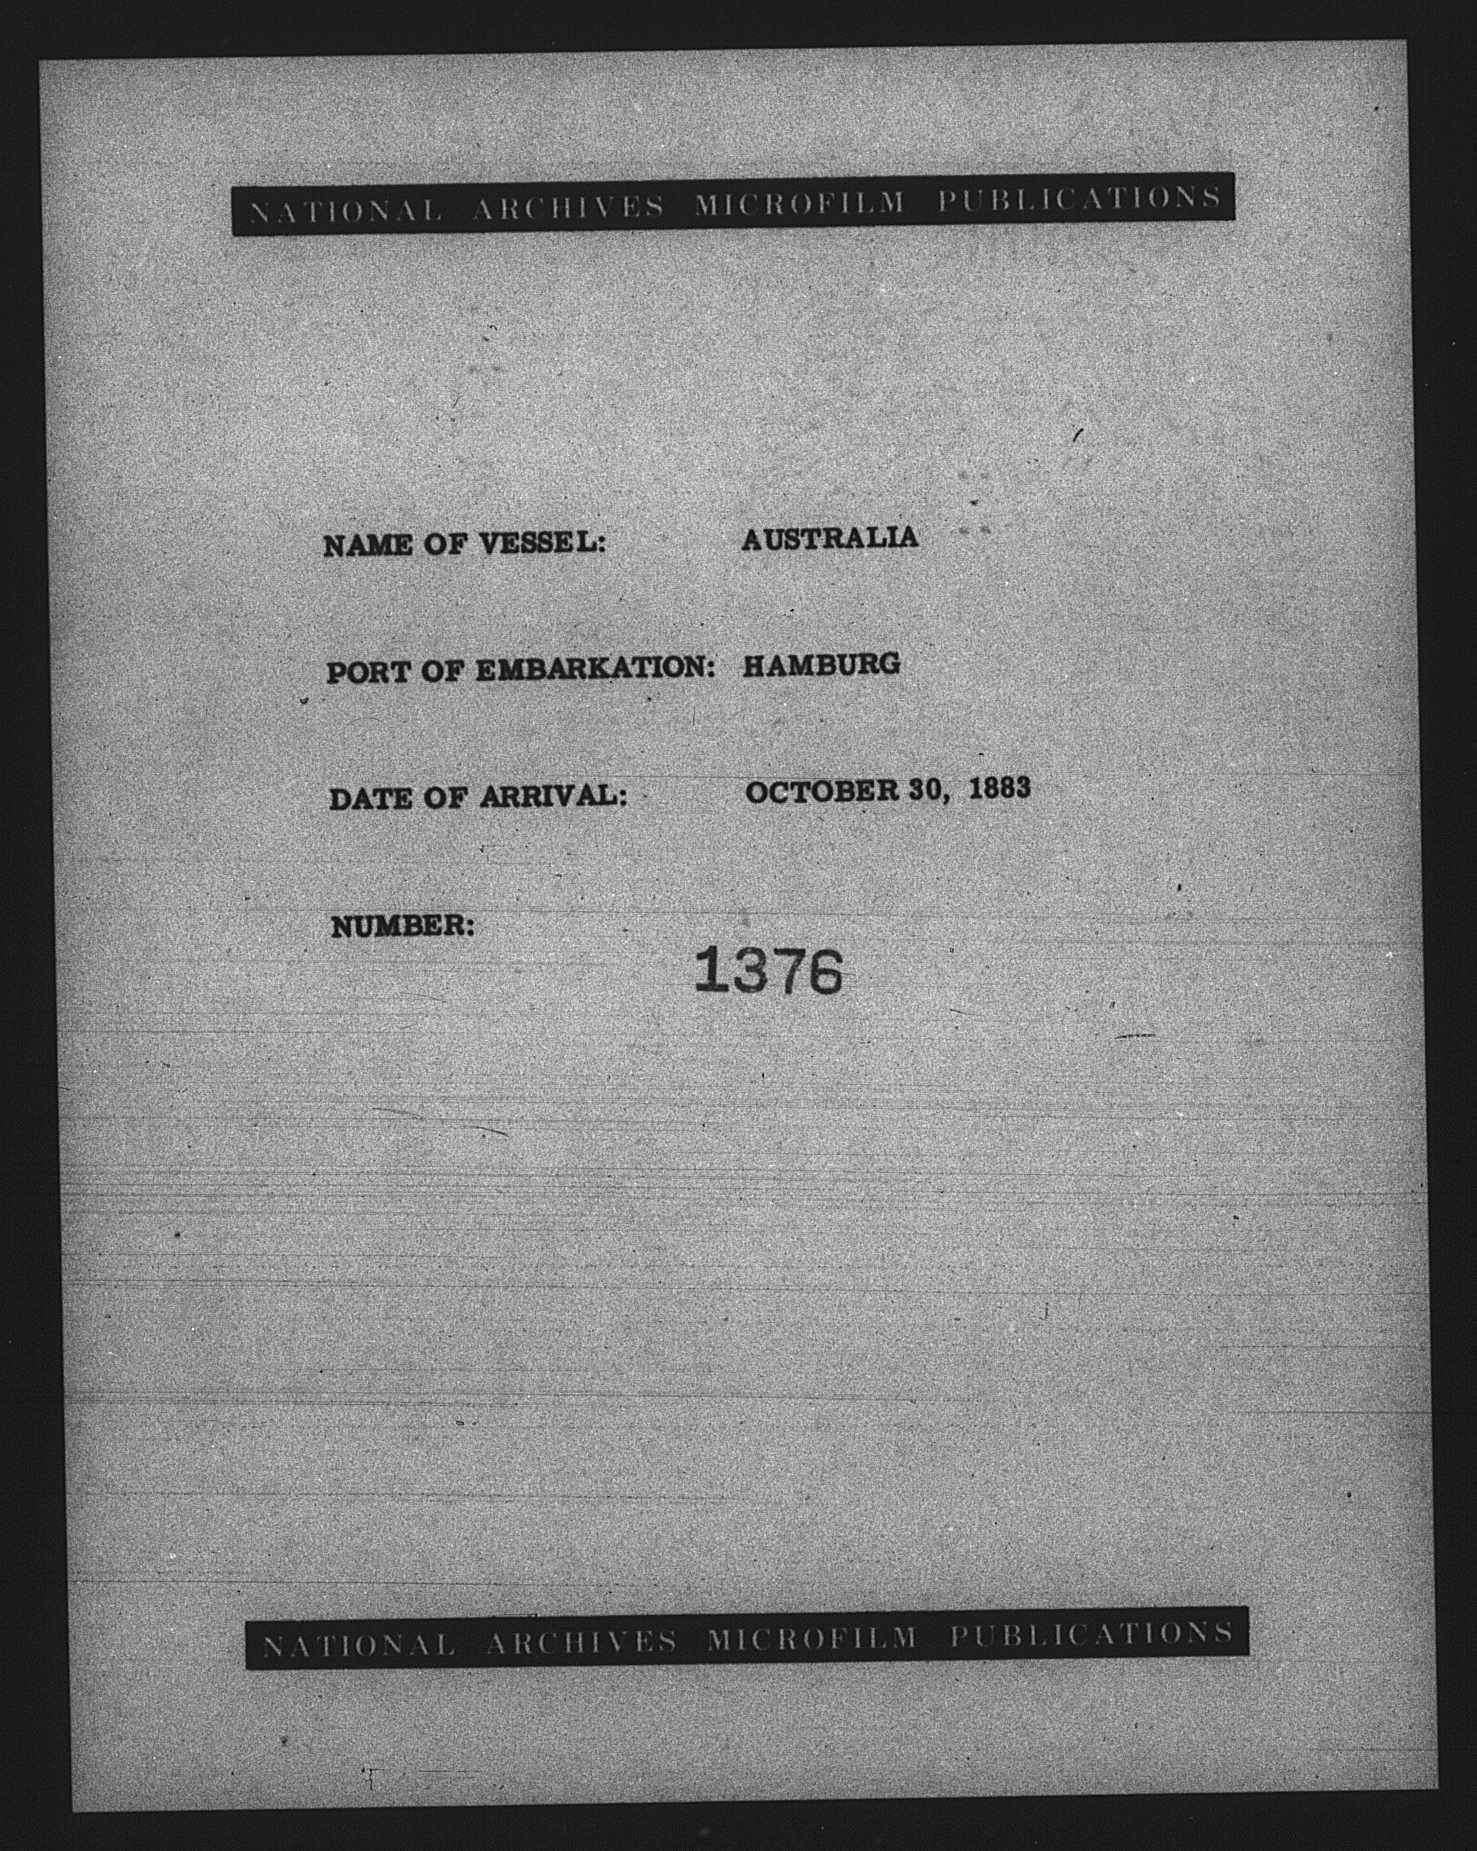 NATIONAL ARCHIVES MICROFILM PUBLICATIONS
NAME OF VESSEL: AUSTRALIA
PORT OF EMBARKATION: HAMBURG
DATE OF ARRIVAL: OCTOBER 30, 1883
NUMBER:
1376
NATIONAL ARCHIVES MICROFILM PUBLICATIONS